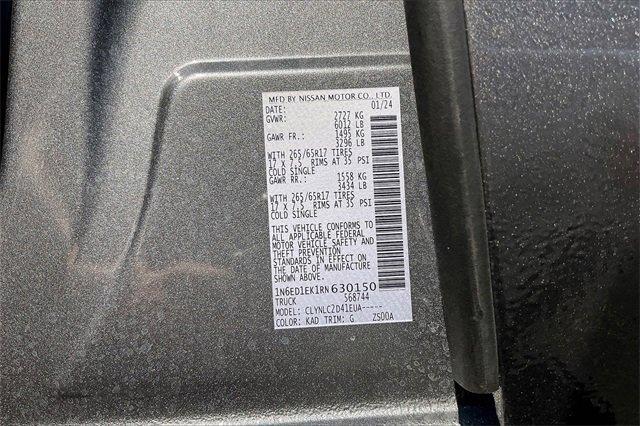 MFD BY NISSAN MOTOR CO., LTD.
DATE: 01/24
GVWR: 2727 KG
6012 LB
GAWR FR.: 1495 KG
3296 LB
WITH 265/65R17 TIRES
17 X 7.5 RIMS AT 35 PSI
COLD SINGLE
GAWR RR.: 1558 KG
3434 LB
WITH 265/65R17 TIRES
17 X 7.5 RIMS AT 35 PSI
COLD SINGLE
THIS VEHICLE CONFORMS TO
ALL APPLICABLE FEDERAL
MOTOR VEHICLE SAFETY AND
THEFT PREVENTION
STANDARDS IN EFFECT ON
THE DATE OF MANUFACTURE
SHOWN ABOVE.
1N6ED1EK1RN630150
TRUCK 568744
MODEL: CLYNLC2D41EUA-----
COLOR: KAD TRIM: G ZS00A